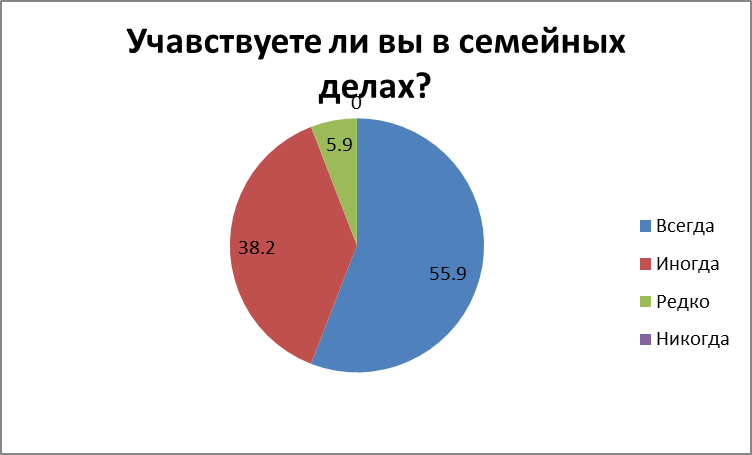 Учавствуете ли вы в семейных
делах?
0
5.9
38.2
55.9
Всегда
Иногда
Редко
Никогда